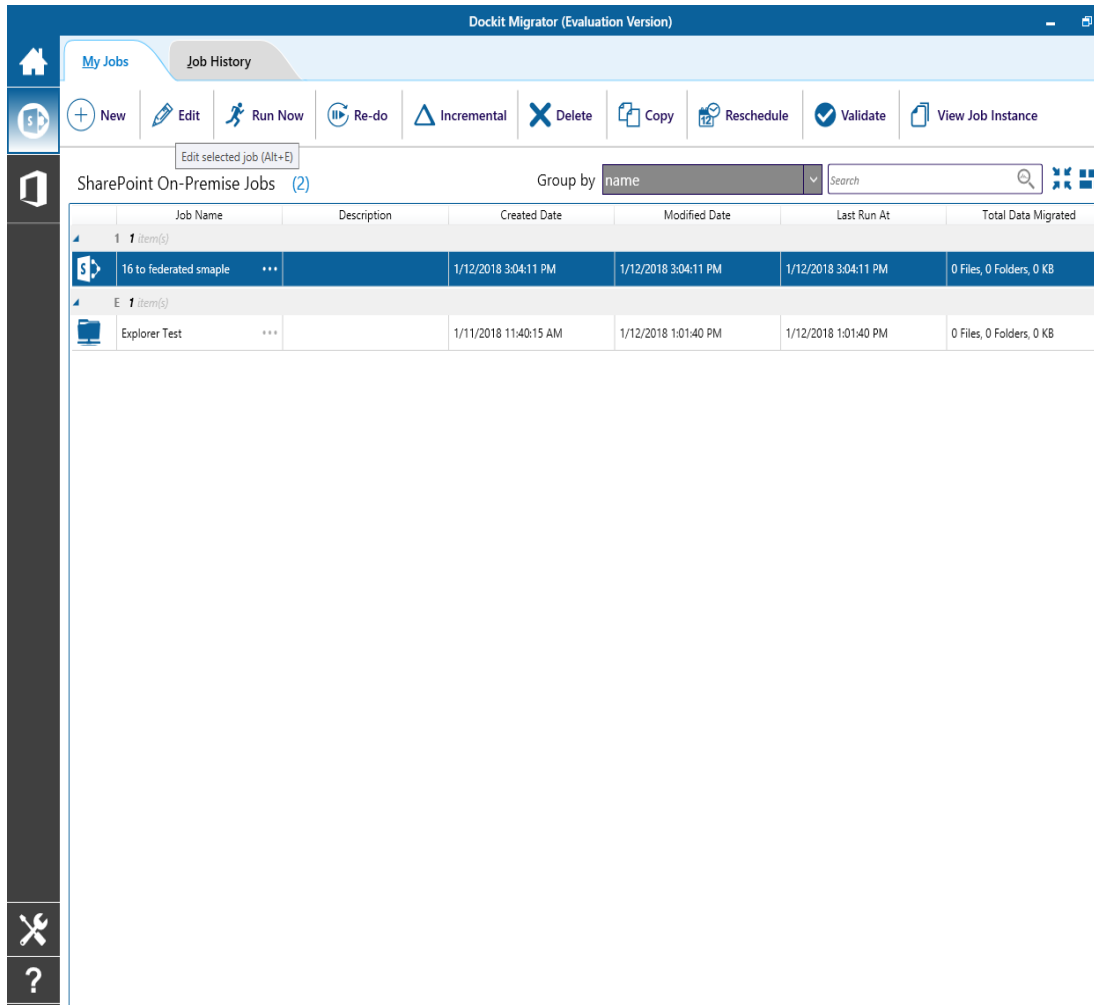 Dockit Migrator (Evaluation Version)
My Jobs Job History
New Edit Run Now Re-do Incremental Delete Copy 12 Reschedule Validate View Job Instance
Edit selected job (Alt+E)
SharePoint On-Premise Jobs (2) Group by name Search
Job Name Description Created Date Modified Date Last Run At Total Data Migrated
1 1 item(s)
16 to federated smaple ... 1/12/2018 3:04:11 PM 1/12/2018 3:04:11 PM 1/12/2018 3:04:11 PM 0 Files, 0 Folders, 0 KB
E 1 item(s)
Explorer Test ... 1/11/2018 11:40:15 AM 1/12/2018 1:01:40 PM 1/12/2018 1:01:40 PM 0 Files, 0 Folders, 0 KB
?